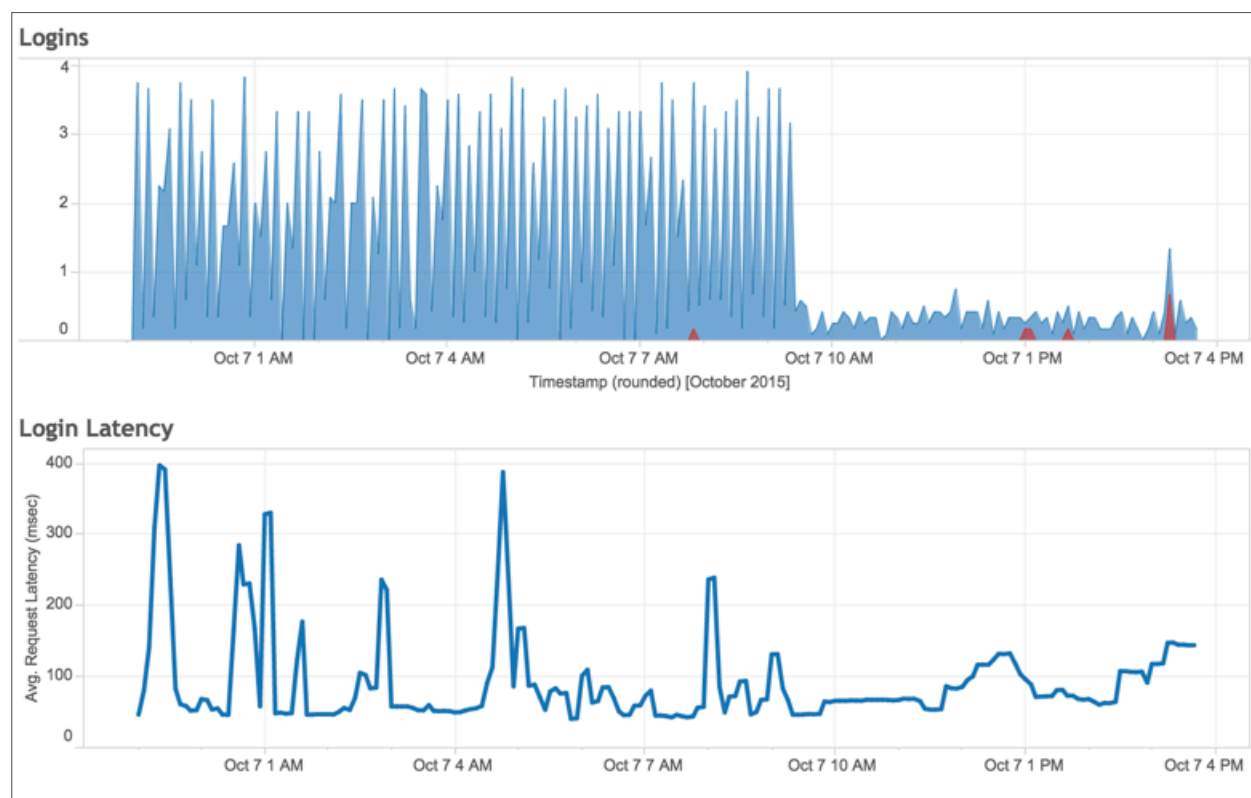 Logins
4
3
2
1
0
Oct 7 1 AM Oct 7 4 AM Oct 7 7 AM Oct 7 10 AM Oct 7 1 PM Oct 7 4 PM
Timestamp (rounded) [October 2015]
Login Latency
Avg. Request Latency (msec)
400
300
200
100
0
Oct 7 1 AM Oct 7 4 AM Oct 7 7 AM Oct 7 10 AM Oct 7 1 PM Oct 7 4 PM